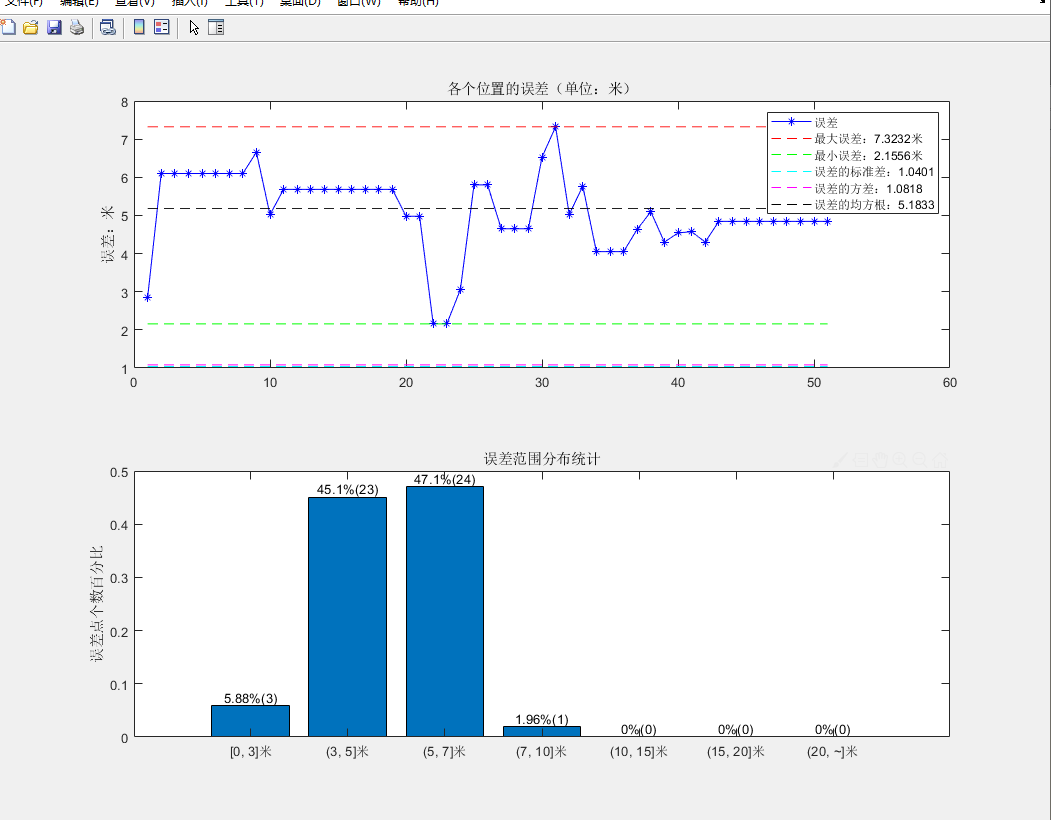 文件(F) 编辑(E) 查看(V) 插入(I) 工具(T) 桌面(D) 窗口(W) 帮助(H)
各个位置的误差（单位：米）
误差：米
8
7
6
5
4
3
2
1
0 10 20 30 40 50 60
误差
最大误差：7.3232米
最小误差：2.1556米
误差的标准差：1.0401
误差的方差：1.0818
误差的均方根：5.1833
误差范围分布统计
误差点个数百分比
0.5
0.4
0.3
0.2
0.1
0
5.88%(3)
45.1%(23)
47.1%(24)
1.96%(1)
0%(0)
0%(0)
0%(0)
[0, 3]米 (3, 5]米 (5, 7]米 (7, 10]米 (10, 15]米 (15, 20]米 (20, ~]米